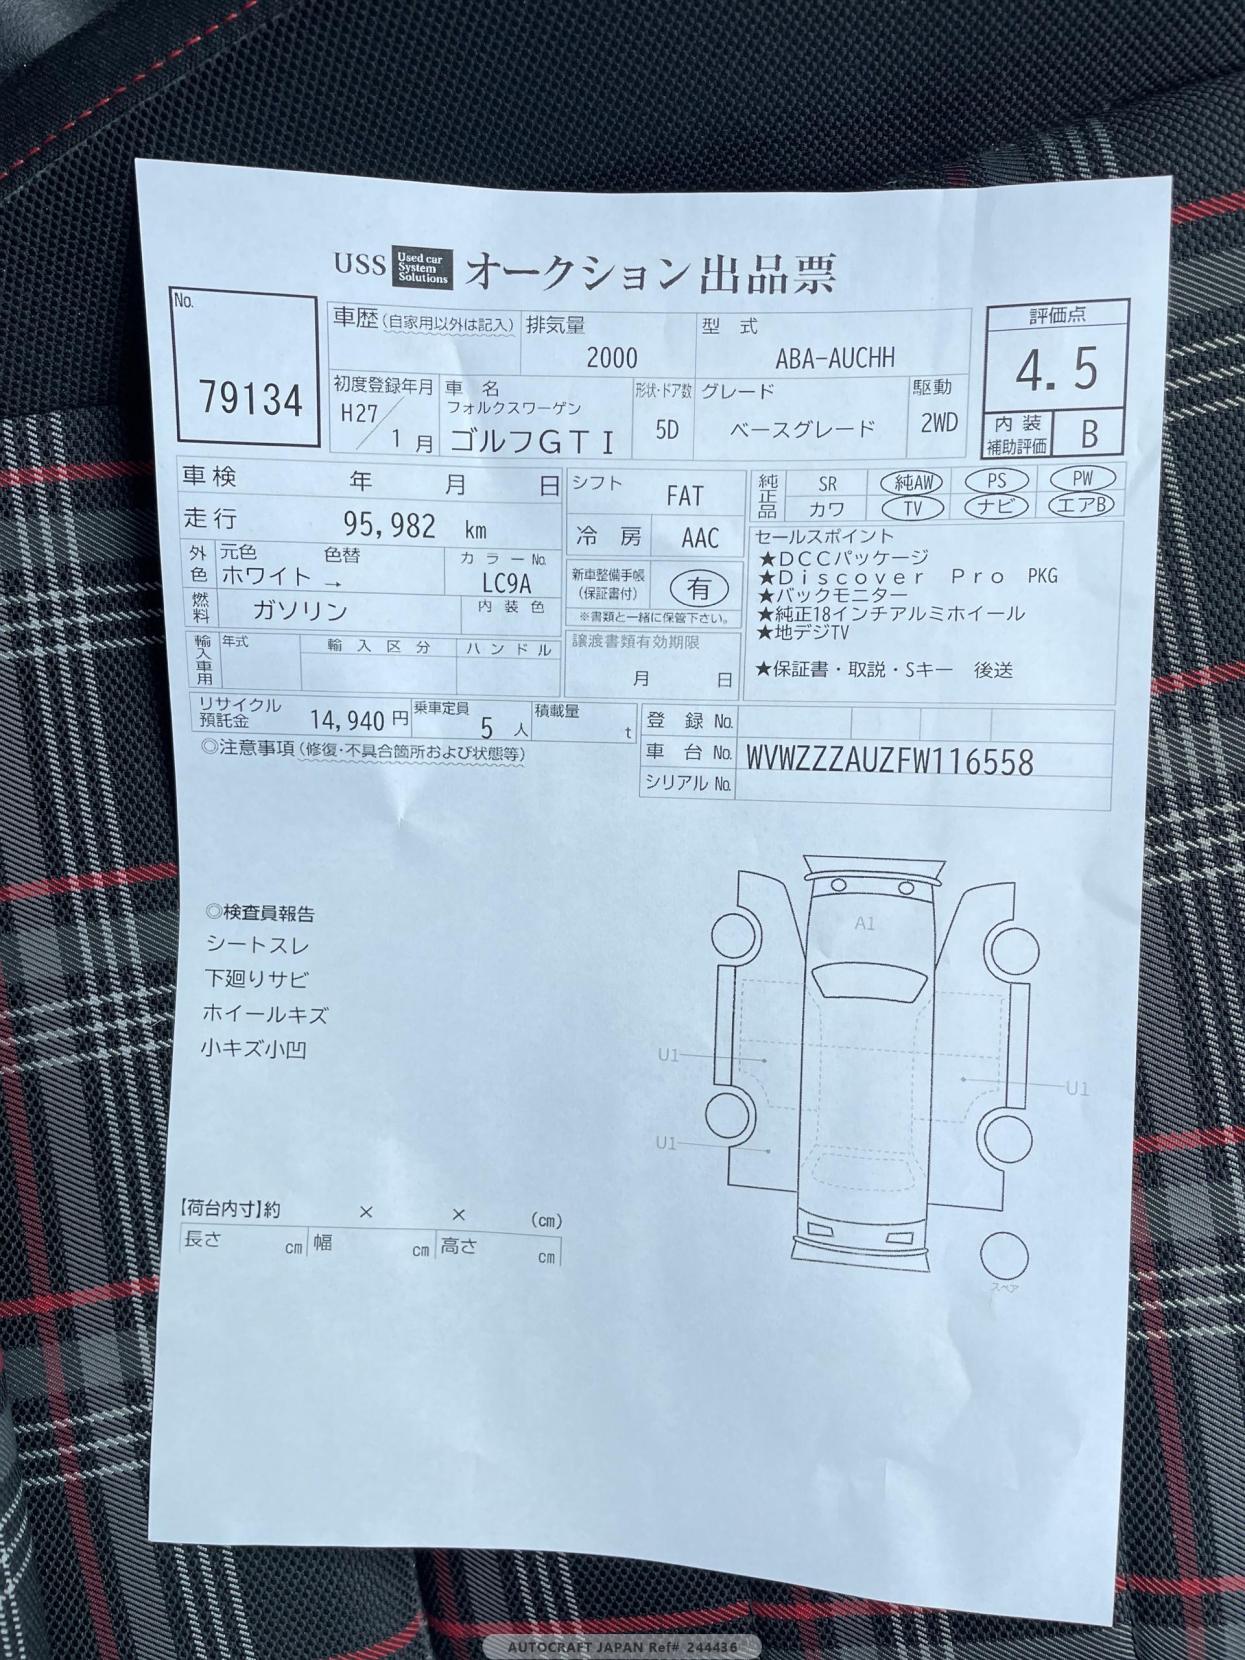 USS Used car System Solutions オークション出品票
No.
79134
車歴(自家用以外は記入)
排気量
2000
型 式
ABA-AUCHH
評価点
4.5
内装補助評価
B
初度登録年月
H27/1月
車 名
フォルクスワーゲン
ゴルフGTI
形状・ドア数
5D
グレード
ベースグレード
駆動
2WD
車検 年 月 日
走行 95,982 km
外色 元色 色替 カラーNo.
ホワイト → LC9A
燃料 ガソリン 内装色
輸入車用 年式 輸入区分 ハンドル
シフト FAT
冷房 AAC
新車整備手帳(保証書付) 有
※書類と一緒に保管下さい。
譲渡書類有効期限
月 日
純正品 SR 純AW PS PW
カワ TV ナビ エアB
セールスポイント
★DCCパッケージ
★Discover Pro PKG
★バックモニター
★純正18インチアルミホイール
★地デジTV
★保証書・取説・Sキー 後送
リサイクル預託金 14,940円
乗車定員 5人
積載量 t
登録No.
車台No. WVWZZZAUZFW116558
シリアルNo.
◎注意事項(修復・不具合箇所および状態等)
◎検査員報告
シートスレ
下廻りサビ
ホイールキズ
小キズ小凹
A1
U1
U1
U1
スペア
【荷台内寸】約 × × (cm)
長さ cm 幅 cm 高さ cm
AUTOCRAFT JAPAN Ref# 244436